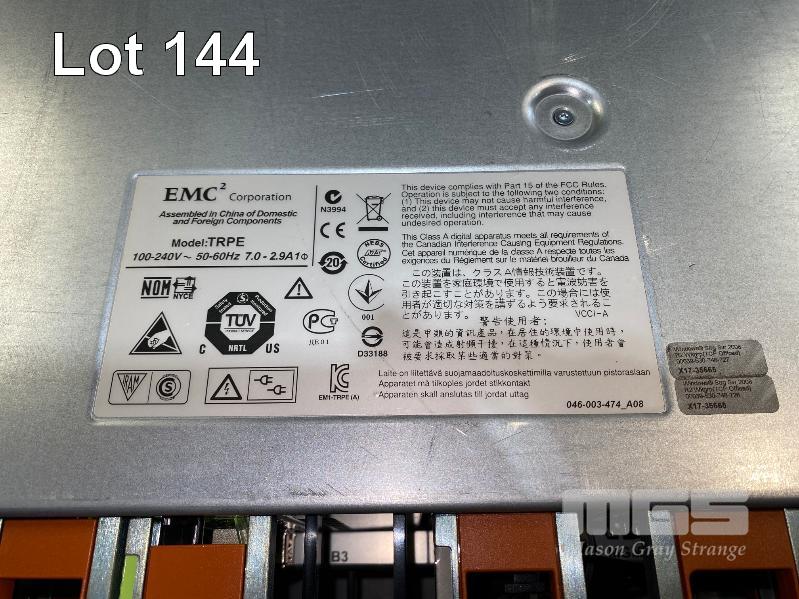 Lot 144
EMC² Corporation
Assembled in China of Domestic
and Foreign Components
Model:TRPE
100-240V ~ 50-60Hz 7.0 - 2.9A1Φ
NOM
NYCE
TÜV
C NRTL US
VRAM
N3994
20
NEBS
Certified
001
ДЕ01
D33188
EM1-TRPE (A)
This device complies with Part 15 of the FCC Rules.
Operation is subject to the following two conditions:
(1) This device may not cause harmful interference,
and (2) this device must accept any interference
received, including interference that may cause
undesired operation.
This Class A digital apparatus meets all requirements of
the Canadian Interference Causing Equipment Regulations.
Cet appareil numérique de la classe A respecte toutes les
exigences du Règlement sur le matériel brouilleur du Canada
この装置は、クラスA情報技術装置です。
この装置を家庭環境で使用すると電波妨害を
引き起こすことがあります。この場合には使
用者が適切な対策を講ずるよう要求されるこ
とがあります。 VCCI-A
警告使用者:
這是甲類的資訊產品，在居住的環境中使用時，
可能會造成射頻干擾，在這種情況下，使用者會
被要求採取某些適當的對策。
Laite on liitettävä suojamaadoituskoskettimilla varustettuun pistorasiaan
Apparatet må tilkoples jordet stikkontakt
Apparaten skall anslutas till jordat uttag
046-003-474_A08
X17-35665
X17-35665
B3
MGS
Mason Gray Strange